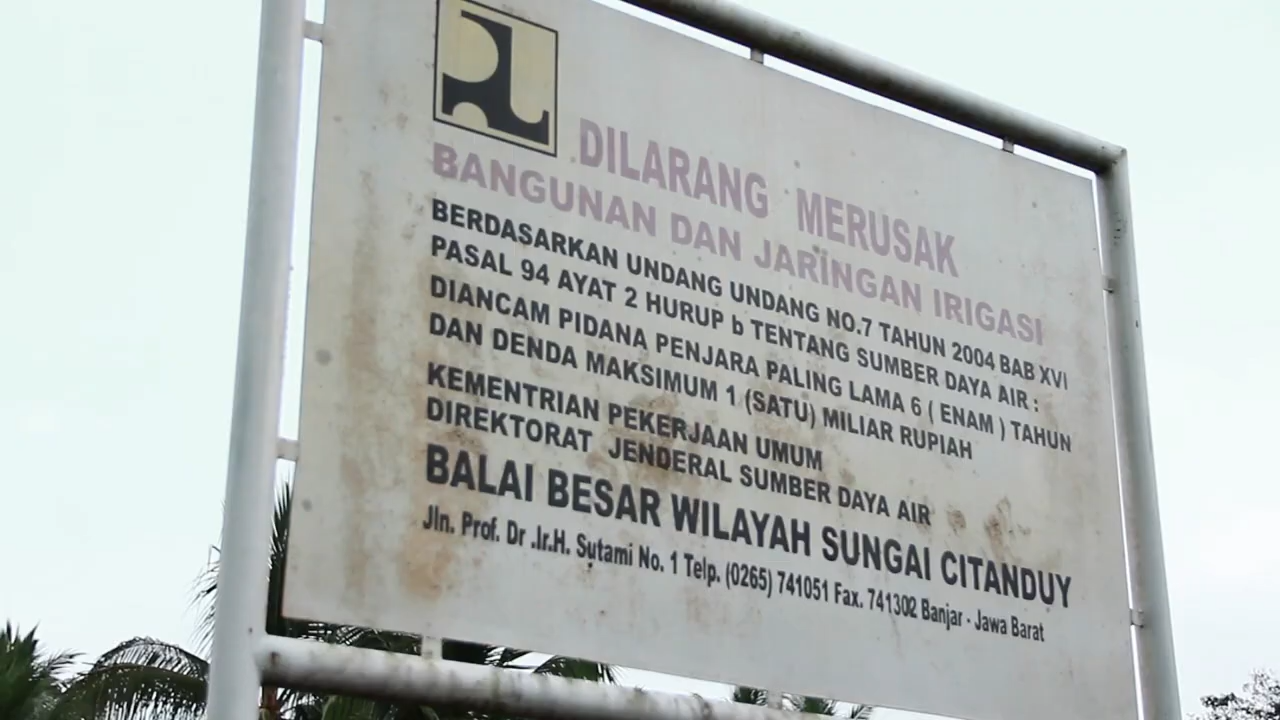 DILARANG MERUSAK
BANGUNAN DAN JARINGAN IRIGASI
BERDASARKAN UNDANG UNDANG NO.7 TAHUN 2004 BAB XVI
PASAL 94 AYAT 2 HURUP b TENTANG SUMBER DAYA AIR :
DIANCAM PIDANA PENJARA PALING LAMA 6 ( ENAM ) TAHUN
DAN DENDA MAKSIMUM 1 (SATU) MILIAR RUPIAH
KEMENTRIAN PEKERJAAN UMUM
DIREKTORAT JENDERAL SUMBER DAYA AIR
BALAI BESAR WILAYAH SUNGAI CITANDUY
Jln. Prof. Dr .Ir.H. Sutami No. 1 Telp. (0265) 741051 Fax. 741302 Banjar - Jawa Barat